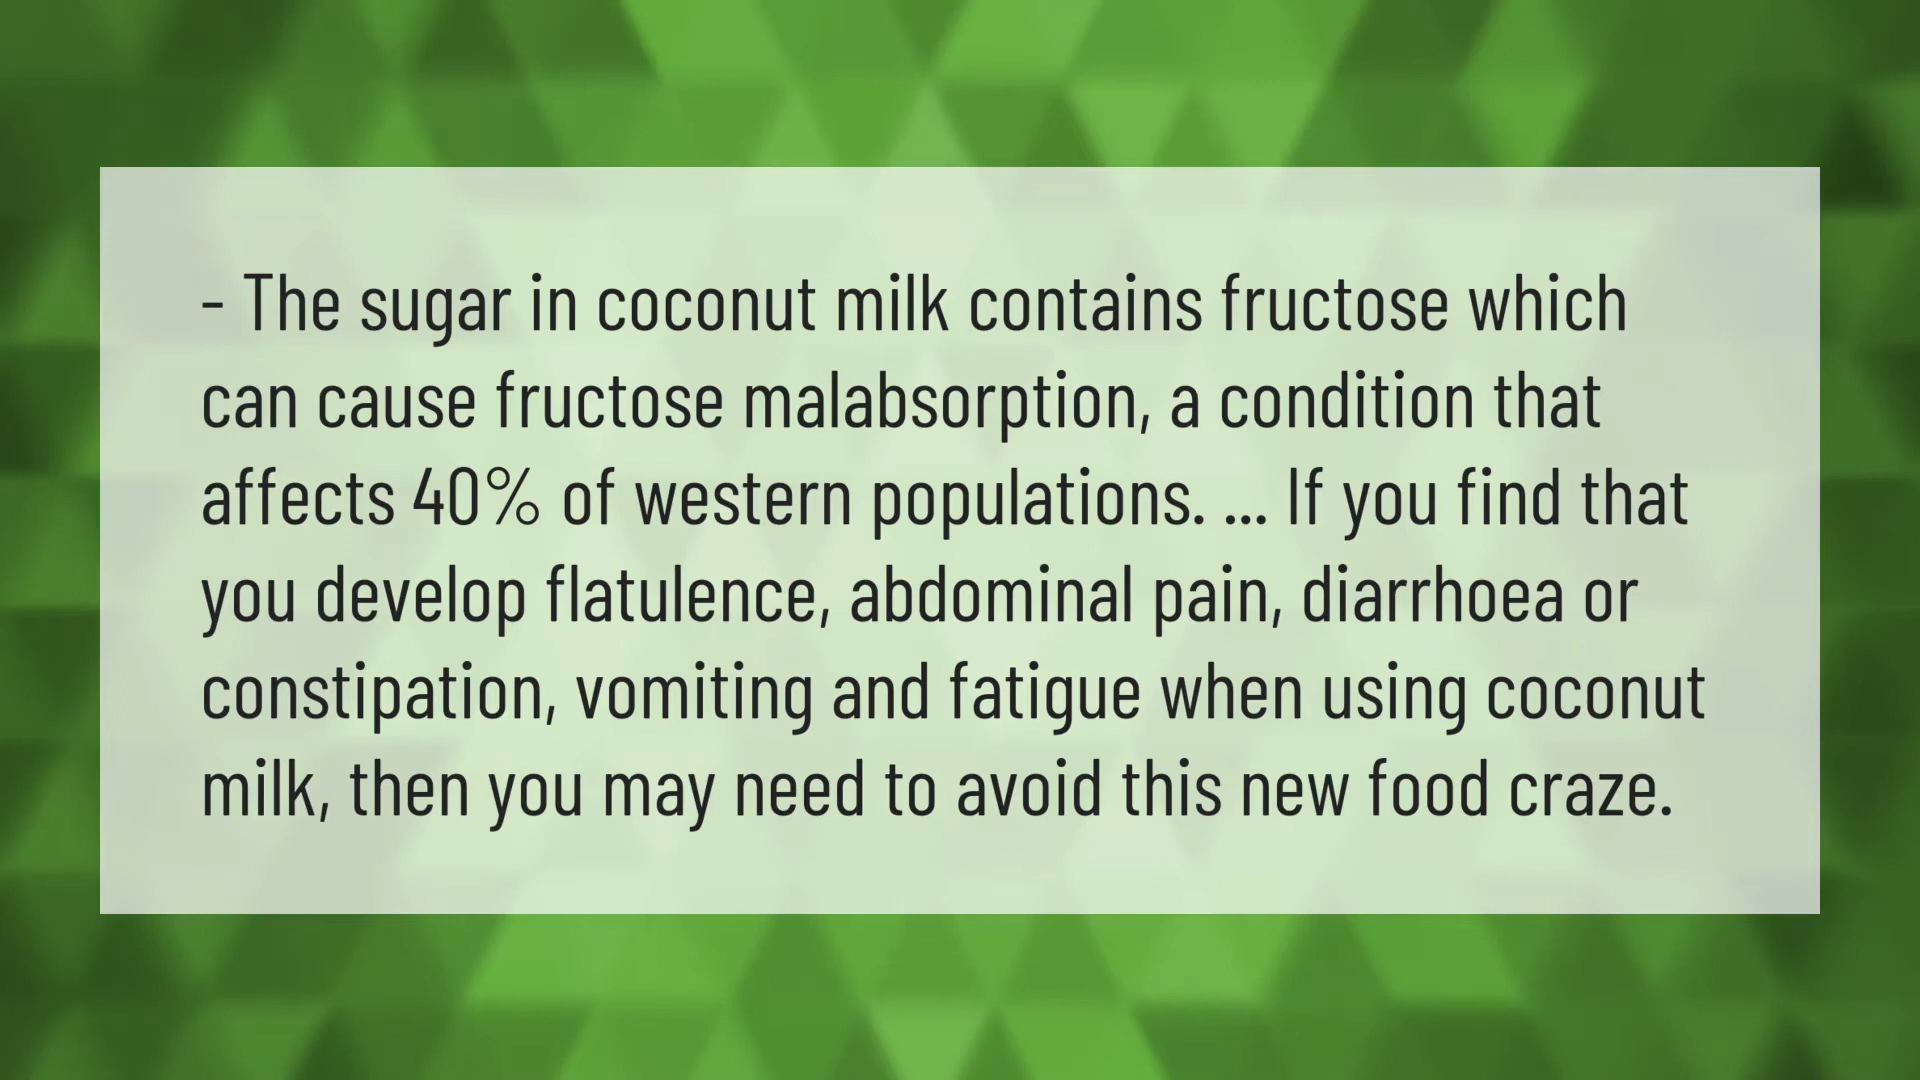 - The sugar in coconut milk contains fructose which
can cause fructose malabsorption, a condition that
affects 40% of western populations. ... If you find that
you develop flatulence, abdominal pain, diarrhoea or
constipation, vomiting and fatigue when using coconut
milk, then you may need to avoid this new food craze.